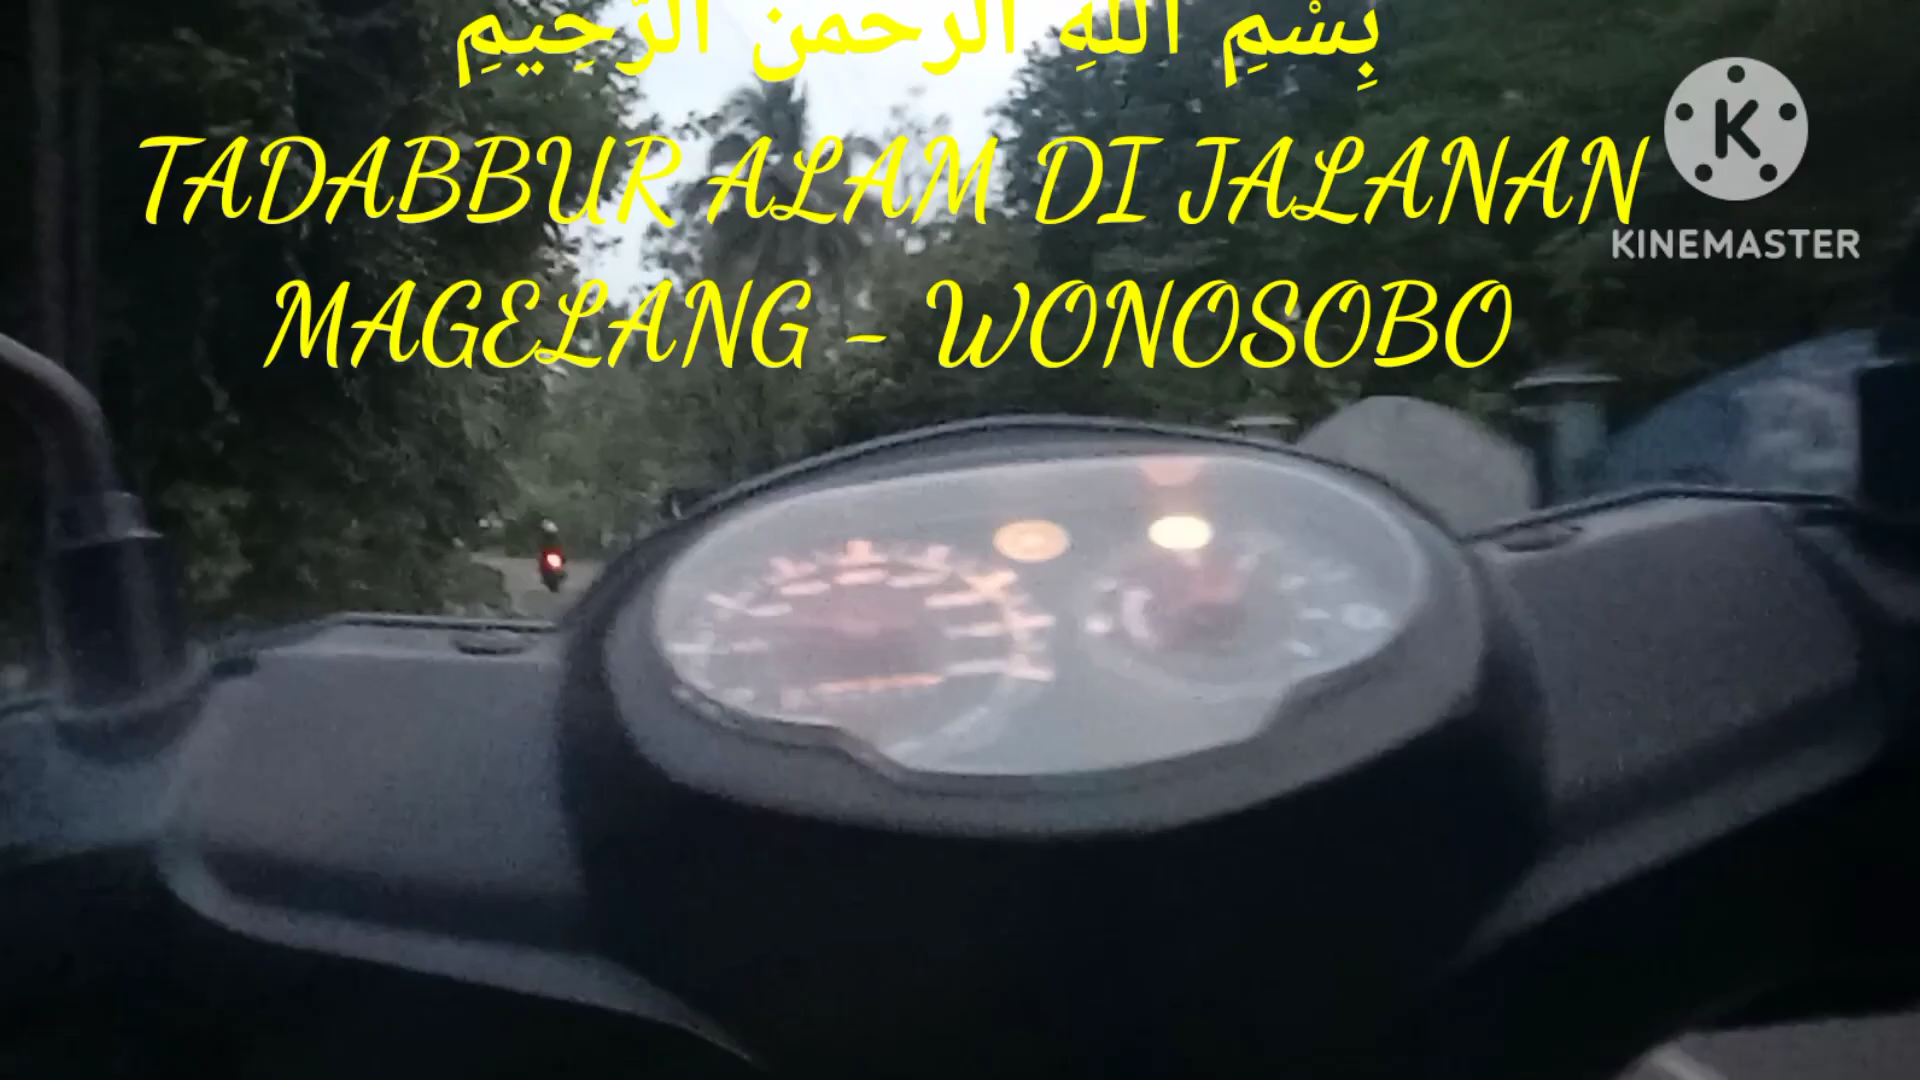 بِسْمِ اللهِ الرحمن الرَّحِيمِ
TADABBUR ALAM DI JALANAN
MAGELANG - WONOSOBO
K
KINEMASTER